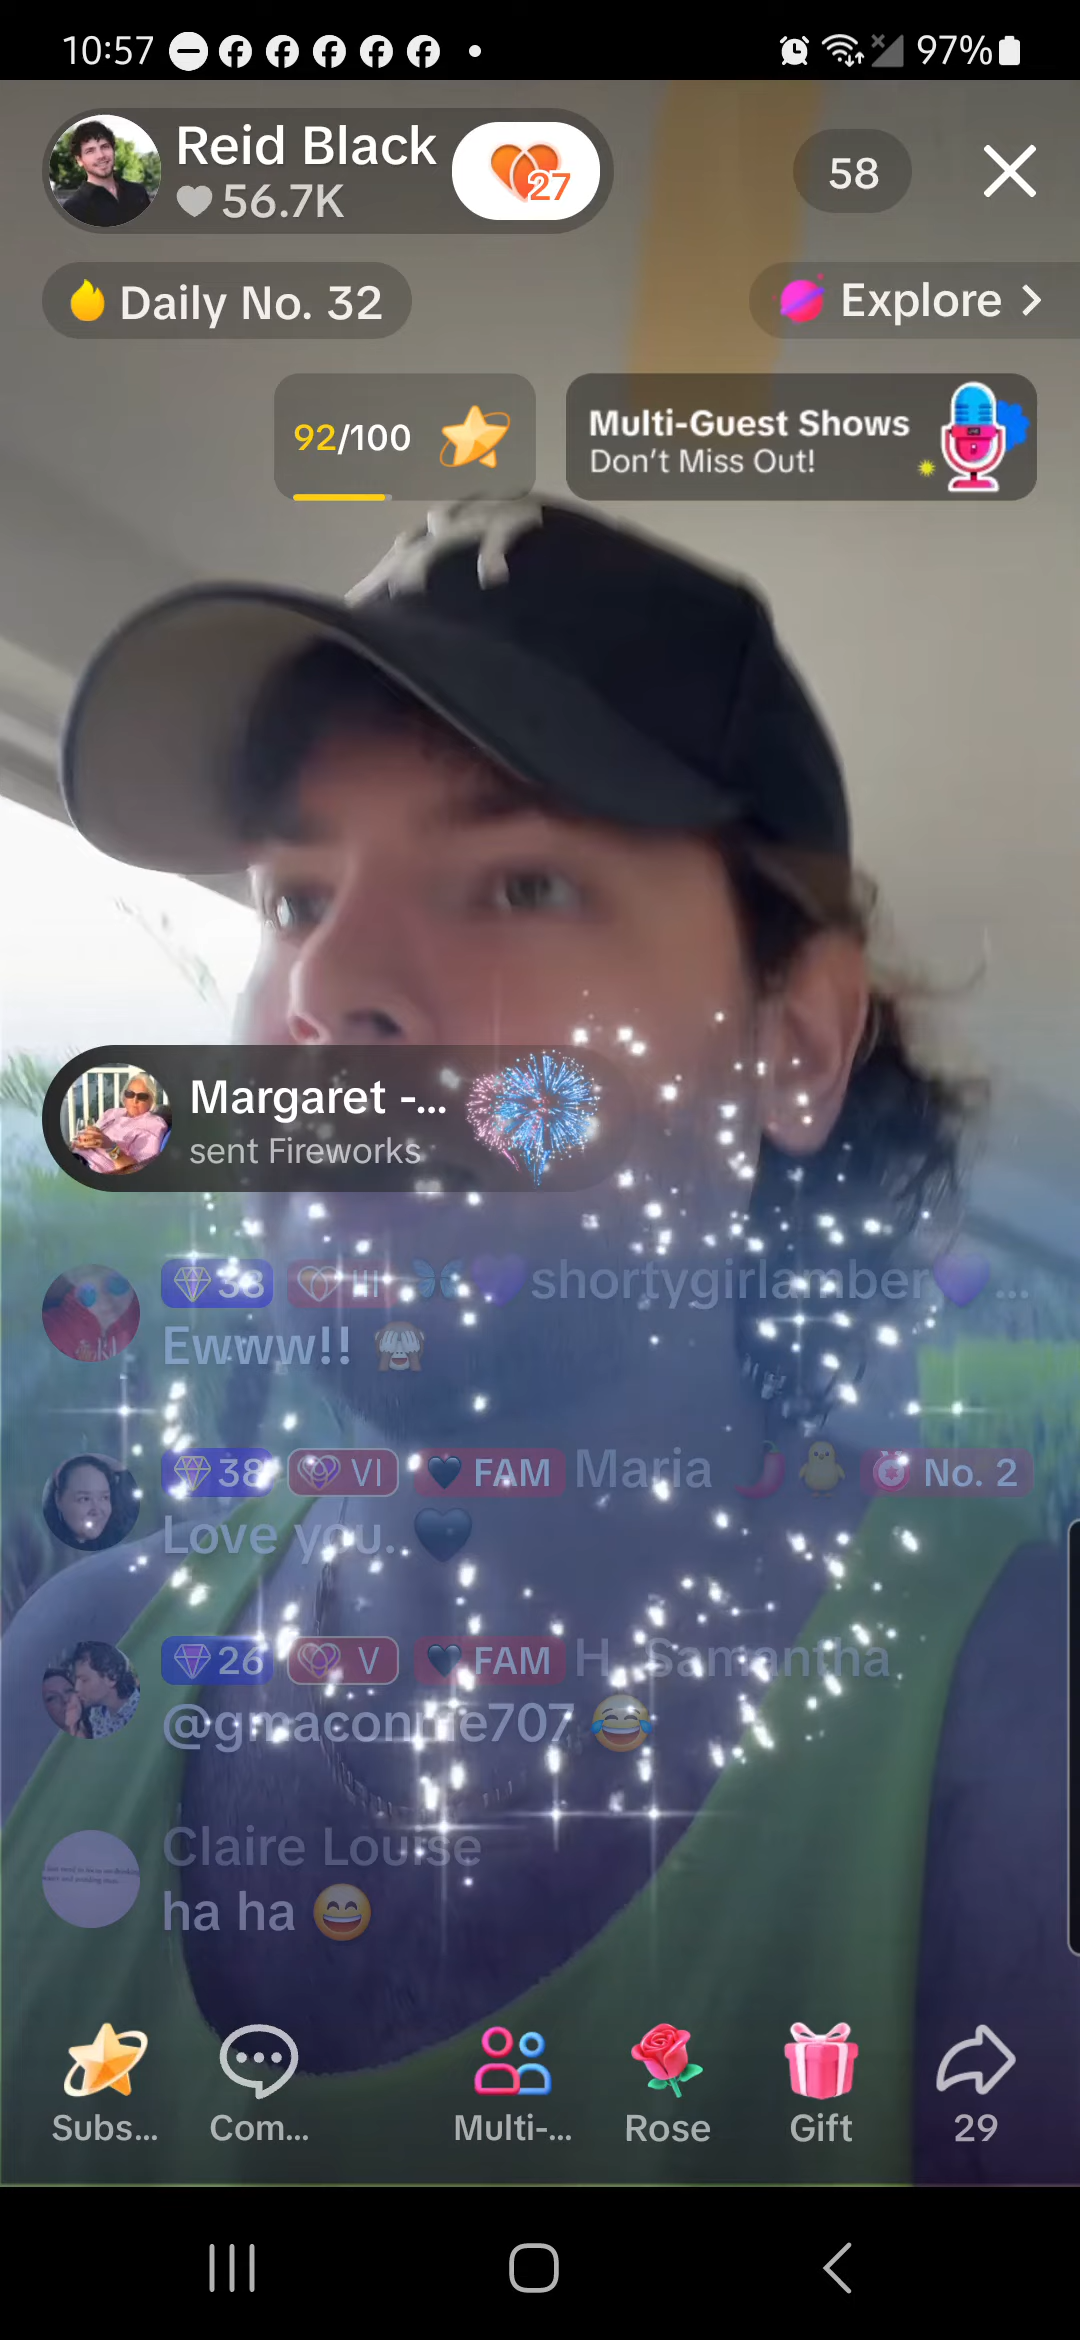 10:57
97%
Reid Black
56.7K
27
58
Daily No. 32
Explore
92/100
Multi-Guest Shows
Don't Miss Out!
Margaret -...
sent Fireworks
38 III shortygirlamber...
Ewww!!
38 VI FAM Maria No. 2
Love you..
26 V FAM H. Samantha
@gmaconme707
Claire Louise
ha ha
Subs...
Com...
Multi-...
Rose
Gift
29